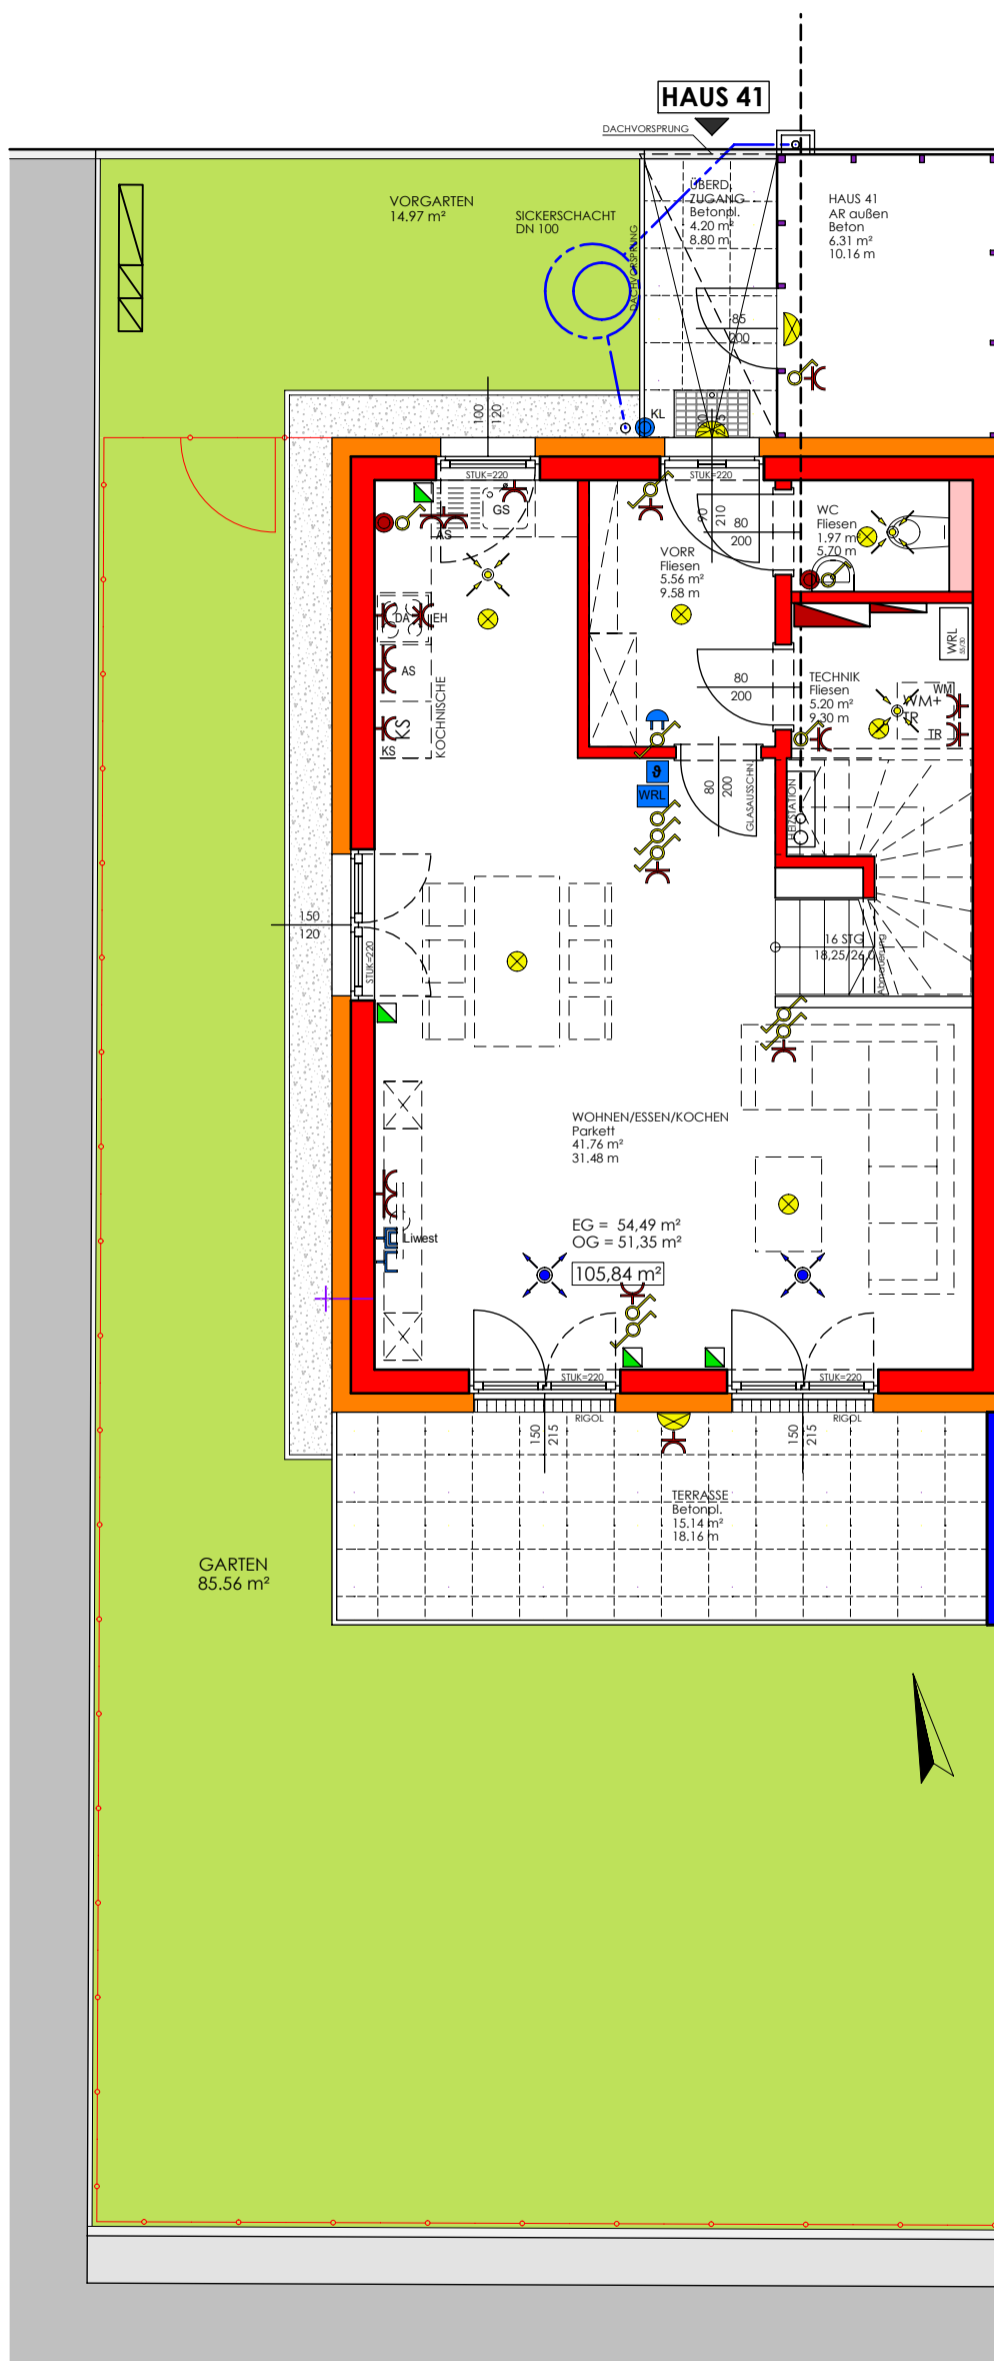 HAUS 41
DACHVORSPRUNG
VORGARTEN
14.97 m²
SICKERSCHACHT
DN 100
DACHVORSPRUNG
ÜBERD.
ZUGANG
Betonpl.
4.20 m²
8.80 m
HAUS 41
AR außen
Beton
6.31 m²
10.16 m
85
200
KL
100
120
STUK=220
STUK=220
GS
AS
90
210
80
200
WC
Fliesen
1.97 m²
5.70 m
VORR
Fliesen
5.56 m²
9.58 m
DA
EH
AS
KS
KS
KOCHNISCHE
WRL
80
200
TECHNIK
Fliesen
5.20 m²
9.30 m
WM
WM+
TR
TR
WRL
80
200
GLASAUSSCHN.
HEIZSTATION
150
120
STUK=220
16 STG
18,25/26,0
Abmauerung
WOHNEN/ESSEN/KOCHEN
Parkett
41.76 m²
31.48 m
EG = 54,49 m²
OG = 51,35 m²
105,84 m²
Liwest
STUK=220
STUK=220
RIGOL
RIGOL
150
215
150
215
TERRASSE
Betonpl.
15.14 m²
18.16 m
GARTEN
85.56 m²